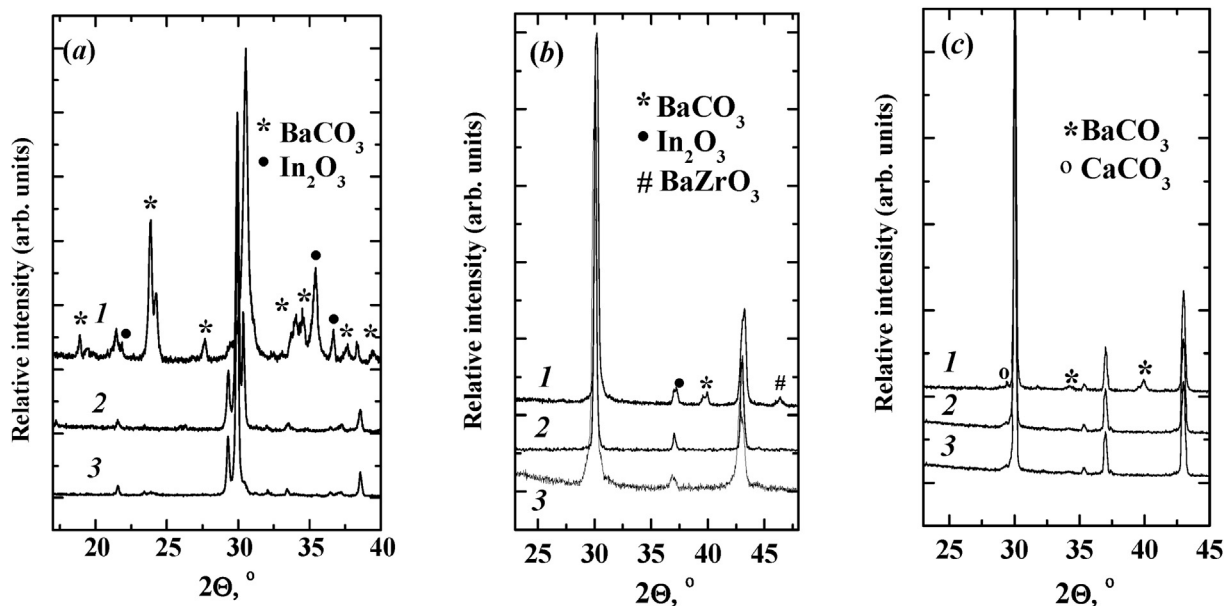 Relative intensity (arb. units)
(a)
* BaCO3
● In2O3
* * 1 ● * * * * ● ● * *
2
3
20 25 30 35 40
2Θ, °
Relative intensity (arb. units)
(b)
* BaCO3
● In2O3
# BaZrO3
1 ● * #
2
3
25 30 35 40 45
2Θ, °
Relative intensity (arb. units)
(c)
* BaCO3
o CaCO3
1 o * *
2
3
25 30 35 40 45
2Θ, °